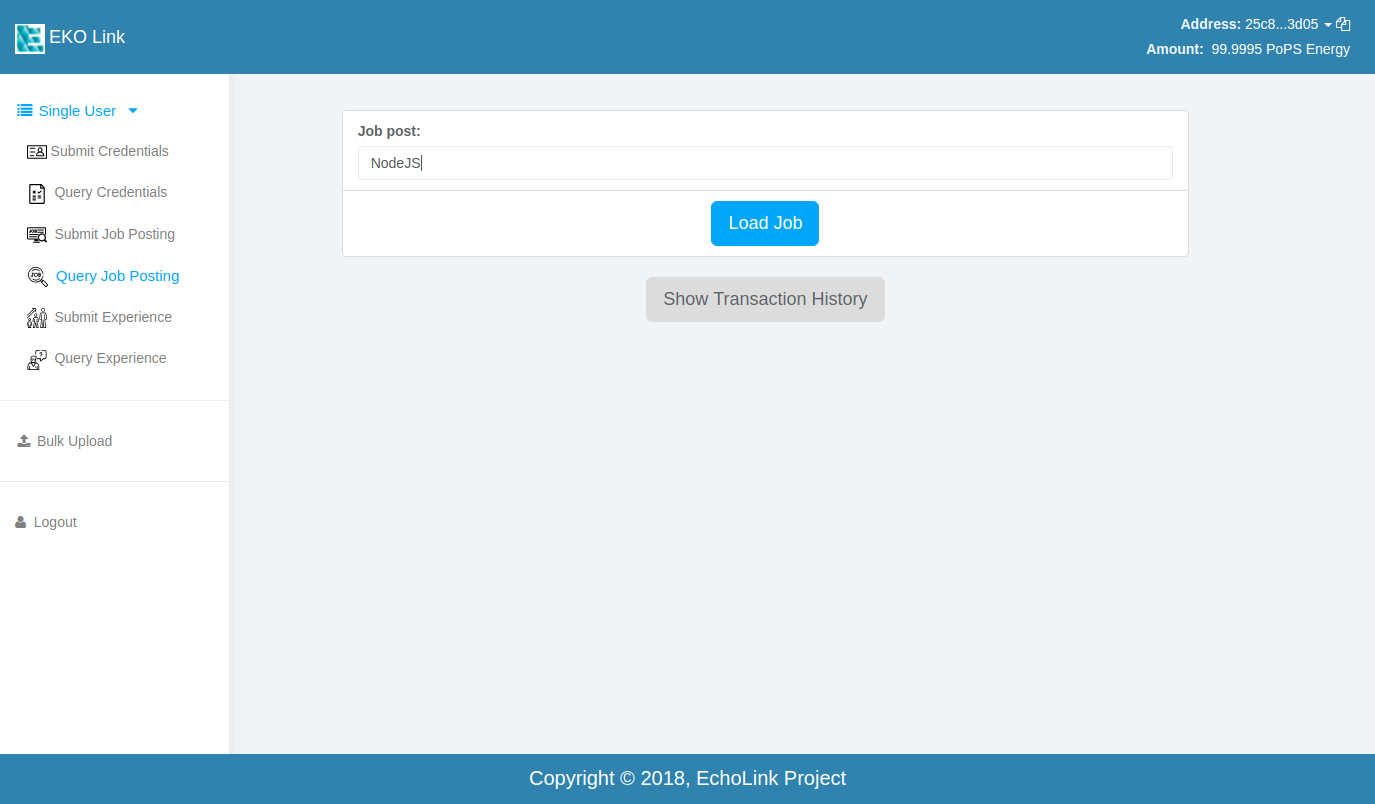 EKO Link
Address: 25c8...3d05
Amount: 99.9995 PoPS Energy
Single User
Submit Credentials
Query Credentials
Submit Job Posting
Query Job Posting
Submit Experience
Query Experience
Bulk Upload
Logout
Job post:
NodeJS
Load Job
Show Transaction History
Copyright © 2018, EchoLink Project